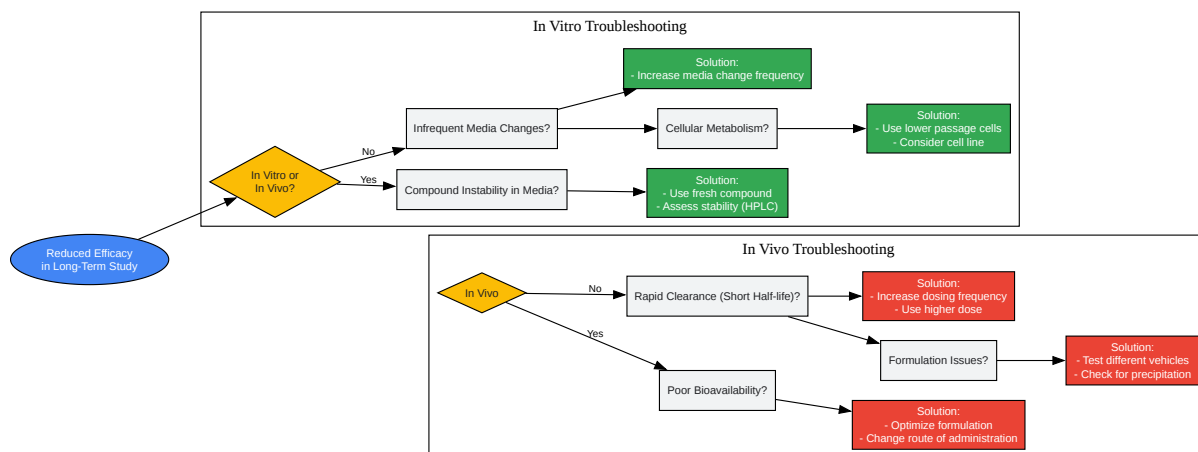 In Vitro Troubleshooting
Solution:
- Increase media change frequency
Infrequent Media Changes?
Cellular Metabolism?
Solution:
- Use lower passage cells
- Consider cell line
No
In Vitro or
In Vivo?
Yes
Compound Instability in Media?
Solution:
- Use fresh compound
- Assess stability (HPLC)
Reduced Efficacy
in Long-Term Study
In Vivo Troubleshooting
In Vivo
No
Rapid Clearance (Short Half-life)?
Solution:
- Increase dosing frequency
- Use higher dose
Yes
Formulation Issues?
Solution:
- Test different vehicles
- Check for precipitation
Poor Bioavailability?
Solution:
- Optimize formulation
- Change route of administration